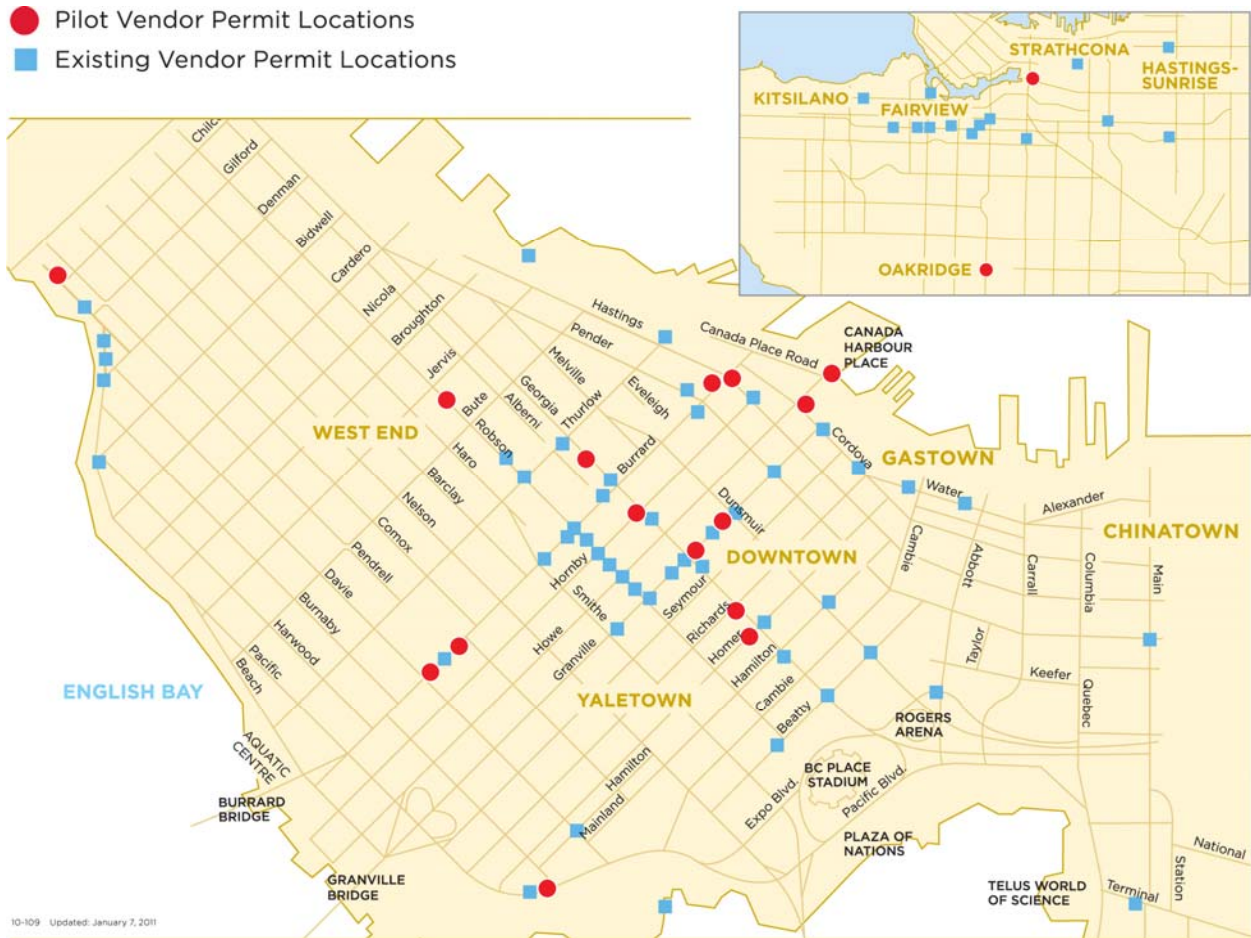 Pilot Vendor Permit Locations
Existing Vendor Permit Locations
STRATHCONA
HASTINGS-
SUNRISE
KITSILANO
FAIRVIEW
OAKRIDGE
Chilc
Gilford
Denman
Bidwell
Cardero
Nicola
Broughton
Jervis
Bute
Hastings
Pender
Canada Place Road
CANADA
HARBOUR
PLACE
Melville
Georgia
Alberni
Thurlow
Eveleigh
Robson
Haro
Burrard
WEST END
Barclay
Nelson
Comox
Pendrell
Davie
Burnaby
Harwood
Pacific
Beach
Cordova
GASTOWN
Water
Alexander
CHINATOWN
Dunsmuir
DOWNTOWN
Cambie
Abbott
Carrall
Columbia
Main
Hornby
Smithe
Howe
Granville
Seymour
Richards
Homer
Hamilton
Cambie
Beatty
Taylor
Keefer
Quebec
ENGLISH BAY
YALETOWN
ROGERS
ARENA
AQUATIC
CENTRE
BURRARD
BRIDGE
Hamilton
Mainland
BC PLACE
STADIUM
Expo Blvd.
Pacific Blvd.
PLAZA OF
NATIONS
GRANVILLE
BRIDGE
TELUS WORLD
OF SCIENCE
National
Station
Terminal
10-109 Updated: January 7, 2011